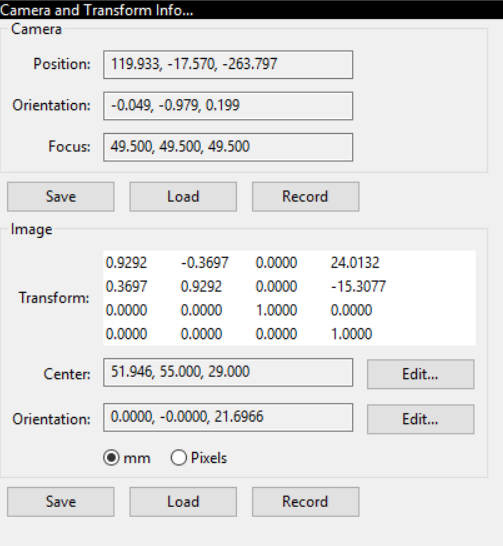 Camera and Transform Info...
Camera
Position: 119.933, -17.570, -263.797
Orientation: -0.049, -0.979, 0.199
Focus: 49.500, 49.500, 49.500
Save Load Record
Image
Transform:
0.9292 -0.3697 0.0000 24.0132
0.3697 0.9292 0.0000 -15.3077
0.0000 0.0000 1.0000 0.0000
0.0000 0.0000 0.0000 1.0000
Center: 51.946, 55.000, 29.000 Edit...
Orientation: 0.0000, -0.0000, 21.6966 Edit...
mm Pixels
Save Load Record